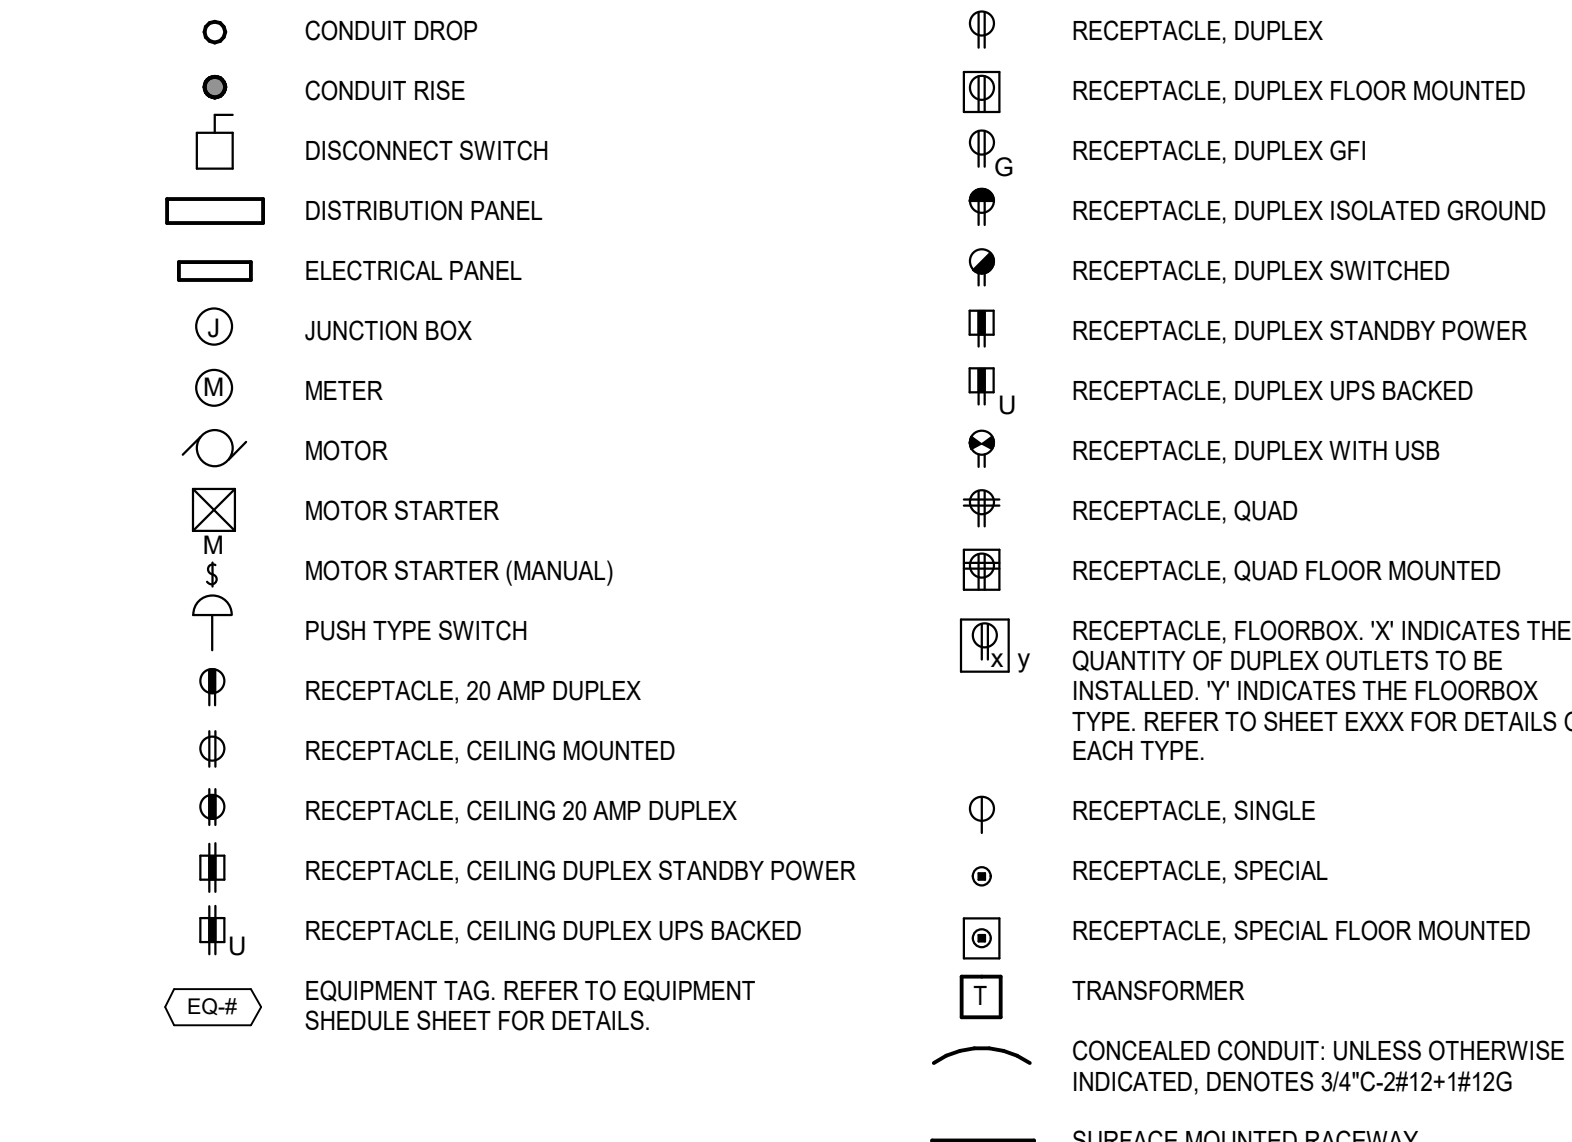 CONDUIT DROP
CONDUIT RISE
DISCONNECT SWITCH
DISTRIBUTION PANEL
ELECTRICAL PANEL
J JUNCTION BOX
M METER
MOTOR
MOTOR STARTER
M
$ MOTOR STARTER (MANUAL)
PUSH TYPE SWITCH
RECEPTACLE, 20 AMP DUPLEX
RECEPTACLE, CEILING MOUNTED
RECEPTACLE, CEILING 20 AMP DUPLEX
RECEPTACLE, CEILING DUPLEX STANDBY POWER
U RECEPTACLE, CEILING DUPLEX UPS BACKED
EQ-# EQUIPMENT TAG. REFER TO EQUIPMENT
SHEDULE SHEET FOR DETAILS.
RECEPTACLE, DUPLEX
RECEPTACLE, DUPLEX FLOOR MOUNTED
G RECEPTACLE, DUPLEX GFI
RECEPTACLE, DUPLEX ISOLATED GROUND
RECEPTACLE, DUPLEX SWITCHED
RECEPTACLE, DUPLEX STANDBY POWER
U RECEPTACLE, DUPLEX UPS BACKED
RECEPTACLE, DUPLEX WITH USB
RECEPTACLE, QUAD
RECEPTACLE, QUAD FLOOR MOUNTED
x y RECEPTACLE, FLOORBOX. 'X' INDICATES THE
QUANTITY OF DUPLEX OUTLETS TO BE
INSTALLED. 'Y' INDICATES THE FLOORBOX
TYPE. REFER TO SHEET EXXX FOR DETAILS
EACH TYPE.
RECEPTACLE, SINGLE
RECEPTACLE, SPECIAL
RECEPTACLE, SPECIAL FLOOR MOUNTED
T TRANSFORMER
CONCEALED CONDUIT: UNLESS OTHERWISE
INDICATED, DENOTES 3/4"C-2#12+1#12G
SURFACE MOUNTED RACEWAY